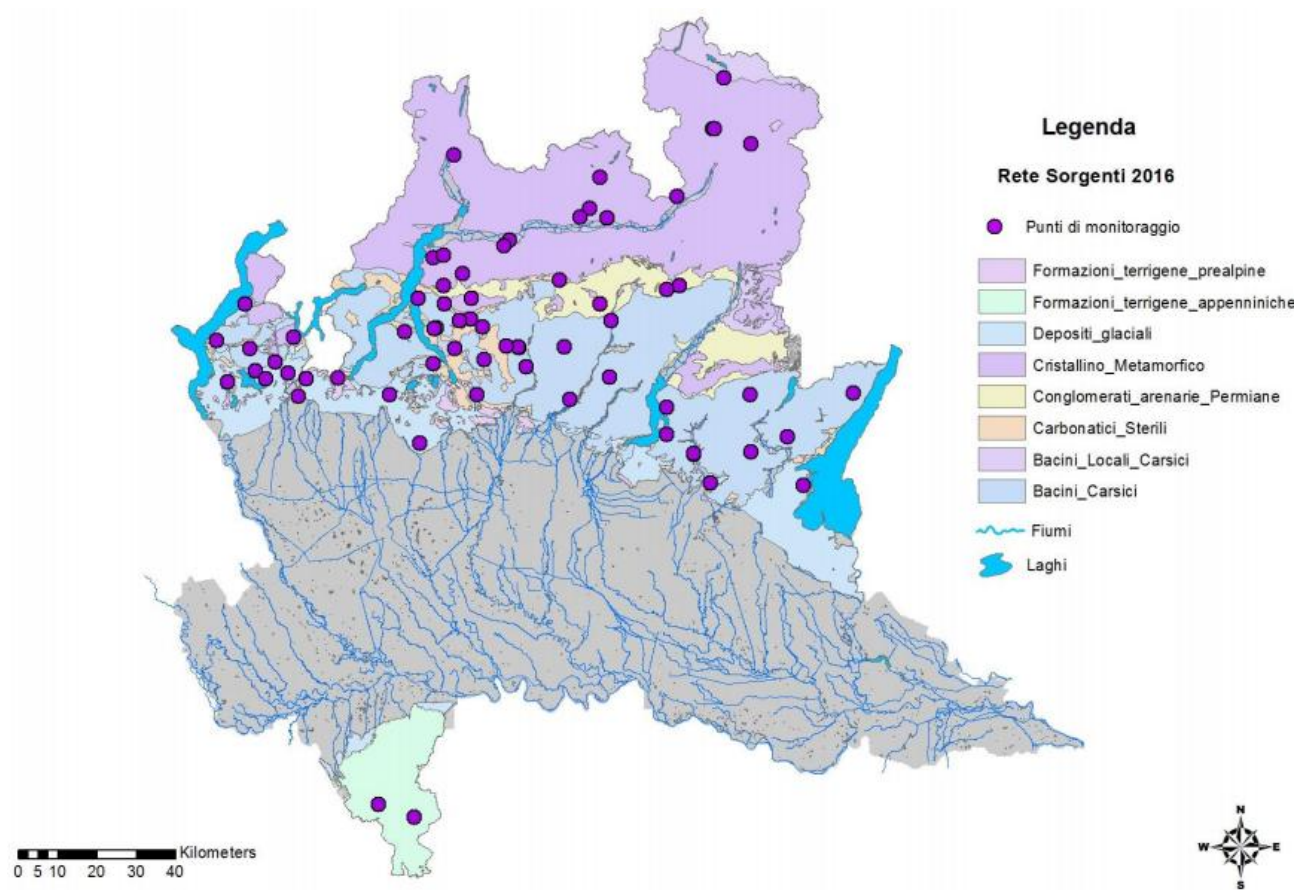 Legenda
Rete Sorgenti 2016
Punti di monitoraggio
Formazioni_terrigene_prealpine
Formazioni_terrigene_appenniniche
Depositi_glaciali
Cristallino_Metamorfico
Conglomerati_arenarie_Permiane
Carbonatici_Sterili
Bacini_Locali_Carsici
Bacini_Carsici
Fiumi
Laghi
Kilometers
0 5 10 20 30 40
N
W E
S